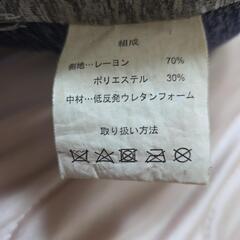 組成
側地…レーヨン 70%
ポリエステル 30%
中材…低反発ウレタンフォーム
取り扱い方法